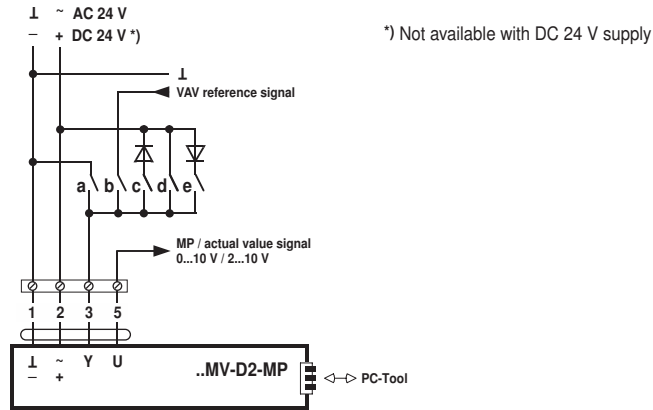 ⊥ ~ AC 24 V
– + DC 24 V *)
*) Not available with DC 24 V supply
⊥
VAV reference signal
a b c d e
MP / actual value signal
0...10 V / 2...10 V
1 2 3 5
⊥ ~ Y U
– +
..MV-D2-MP
PC-Tool